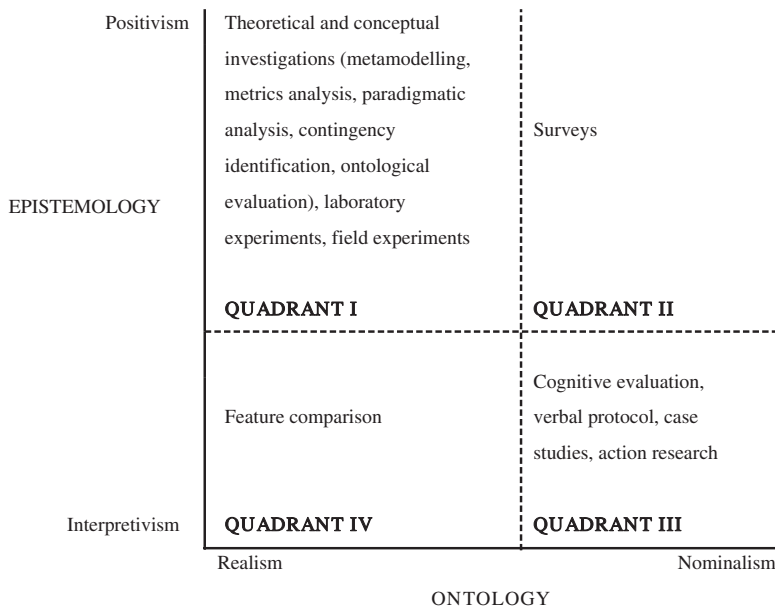 Positivism
Theoretical and conceptual
investigations (metamodelling,
metrics analysis, paradigmatic
analysis, contingency
identification, ontological
evaluation), laboratory
experiments, field experiments
Surveys
EPISTEMOLOGY
QUADRANT I
QUADRANT II
Feature comparison
Cognitive evaluation,
verbal protocol, case
studies, action research
Interpretivism
QUADRANT IV
QUADRANT III
Realism
Nominalism
ONTOLOGY